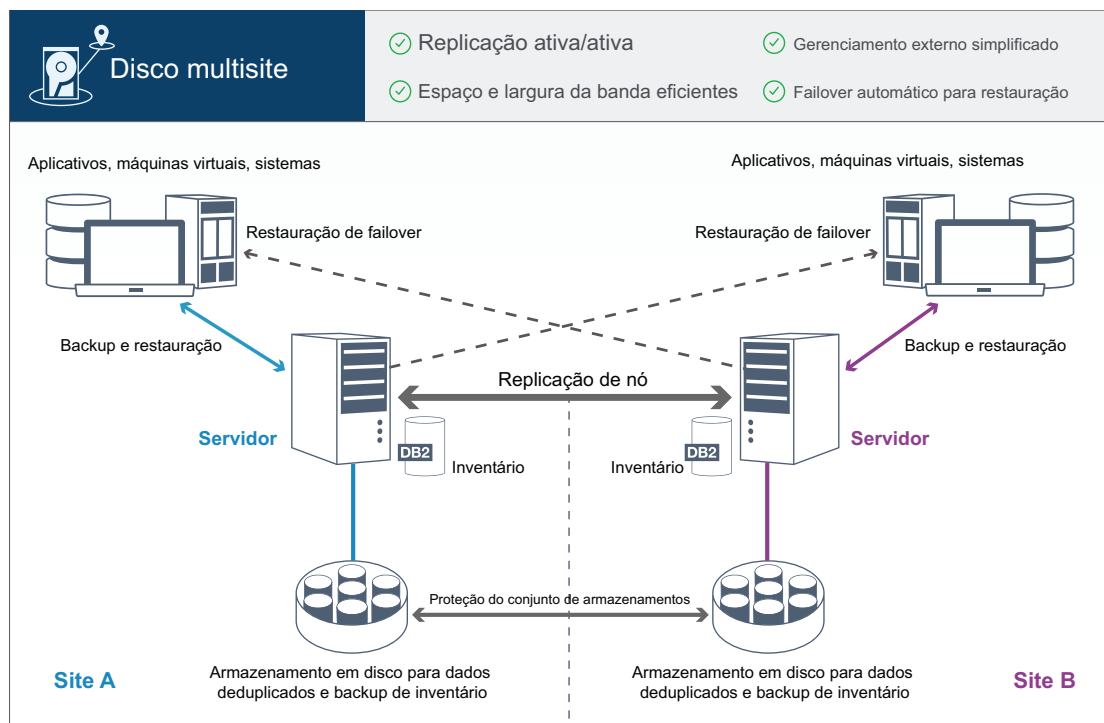 Disco multisite
Replicação ativa/ativa
Gerenciamento externo simplificado
Espaço e largura da banda eficientes
Failover automático para restauração
Aplicativos, máquinas virtuais, sistemas
Aplicativos, máquinas virtuais, sistemas
Restauração de failover
Restauração de failover
Backup e restauração
Backup e restauração
Replicação de nó
Servidor
Servidor
DB2
Inventário
Inventário
DB2
Proteção do conjunto de armazenamentos
Site A
Armazenamento em disco para dados
deduplicados e backup de inventário
Armazenamento em disco para dados
deduplicados e backup de inventário
Site B